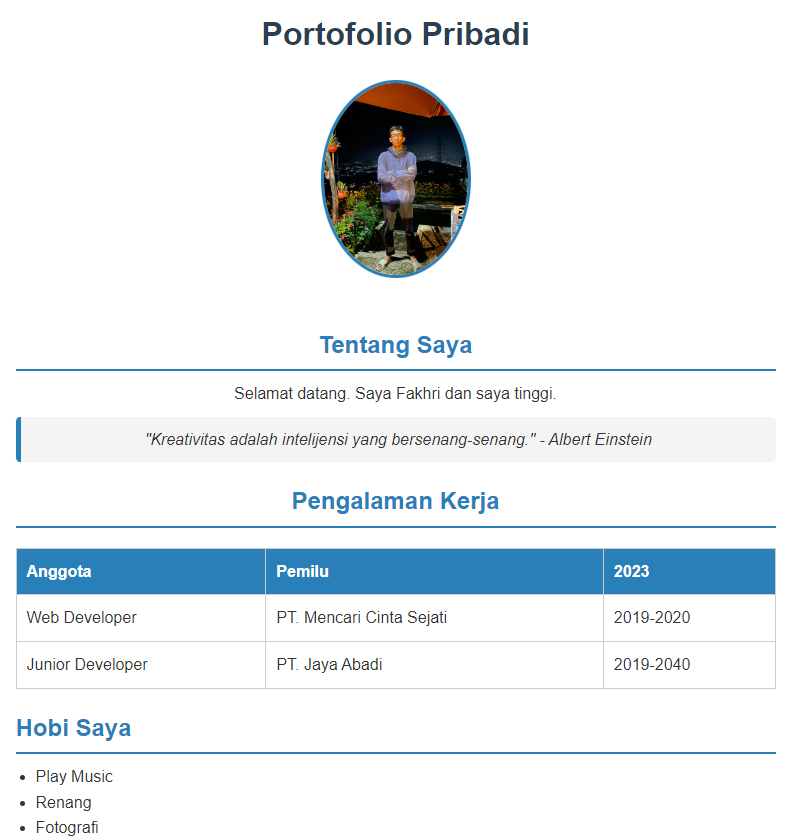 Portofolio Pribadi
Tentang Saya
Selamat datang. Saya Fakhri dan saya tinggi.
"Kreativitas adalah intelijensi yang bersenang-senang." - Albert Einstein
Pengalaman Kerja
Anggota Pemilu 2023
Web Developer PT. Mencari Cinta Sejati 2019-2020
Junior Developer PT. Jaya Abadi 2019-2040
Hobi Saya
Play Music
Renang
Fotografi